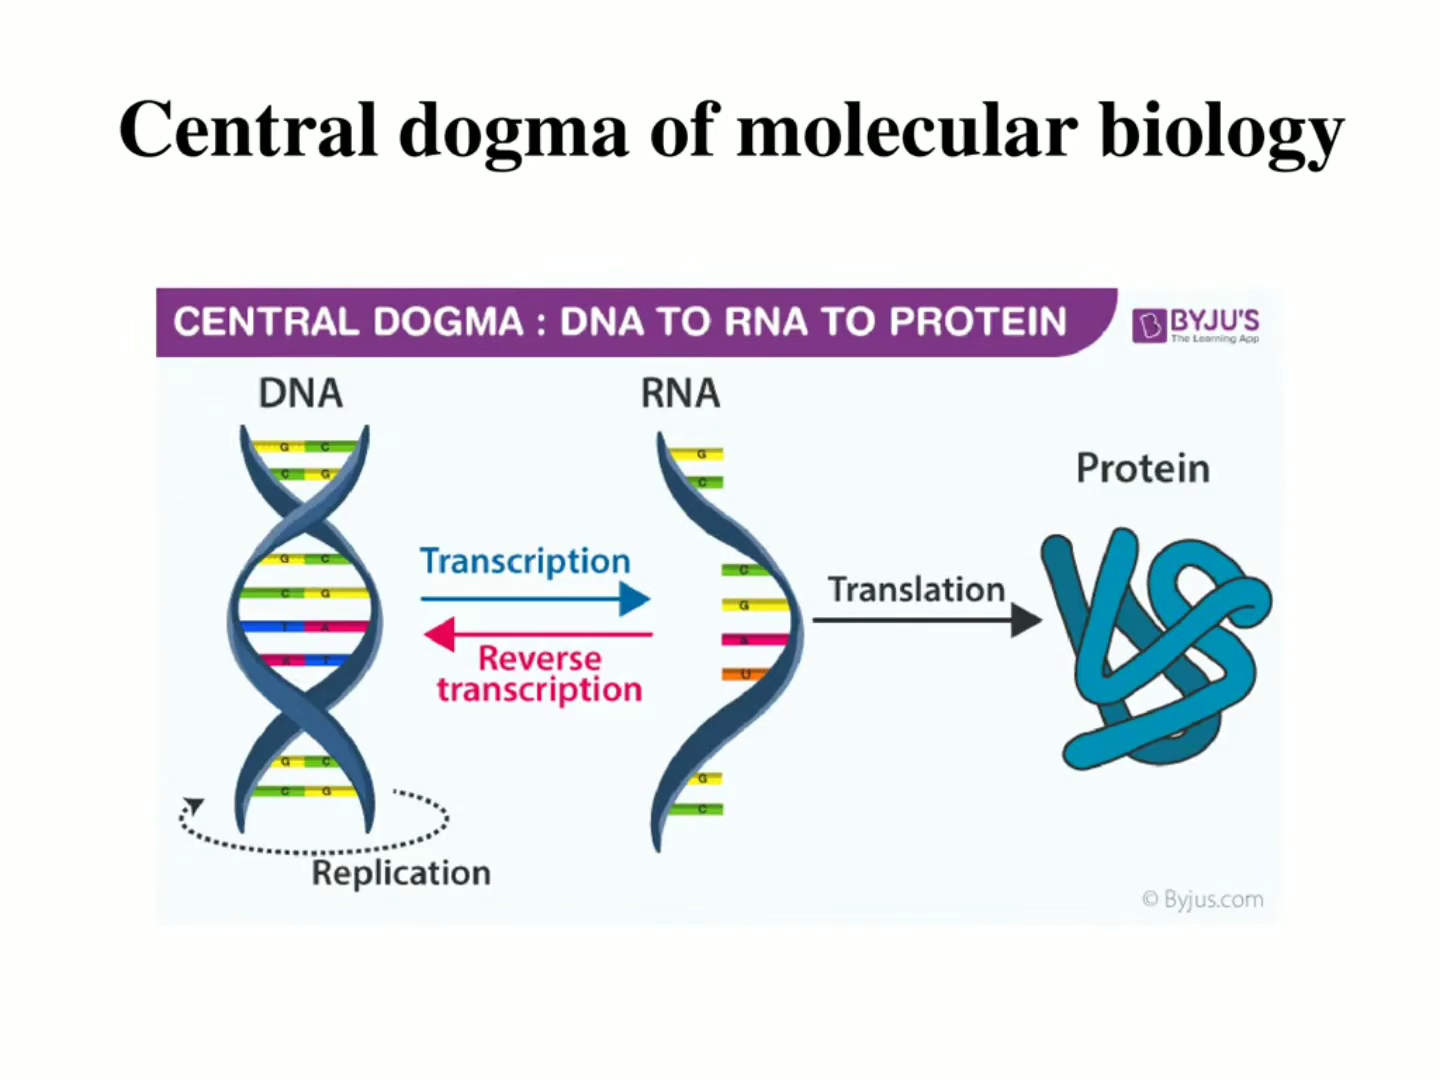 Central dogma of molecular biology
CENTRAL DOGMA : DNA TO RNA TO PROTEIN
BYJU'S
The Learning App
DNA
RNA
Protein
G C
C G
G C
C G
T A
A T
G C
C G
G
C
C
G
A
U
G
C
Transcription
Reverse
transcription
Translation
Replication
© Byjus.com